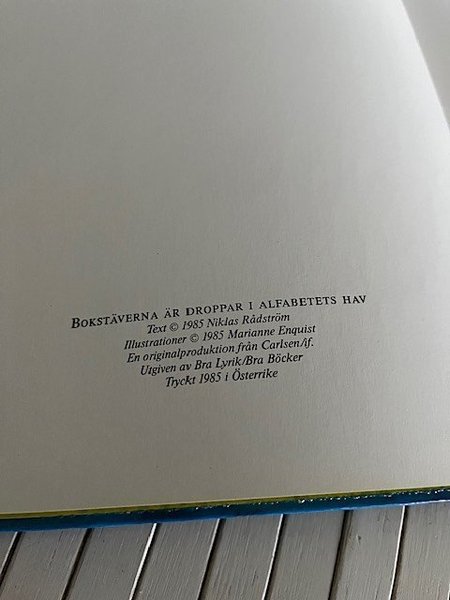 BOKSTÄVERNA ÄR DROPPAR I ALFABETETS HAV
Text © 1985 Niklas Rådström
Illustrationer © 1985 Marianne Enquist
En originalproduktion från Carlsen/if.
Utgiven av Bra Lyrik/Bra Böcker
Tryckt 1985 i Österrike